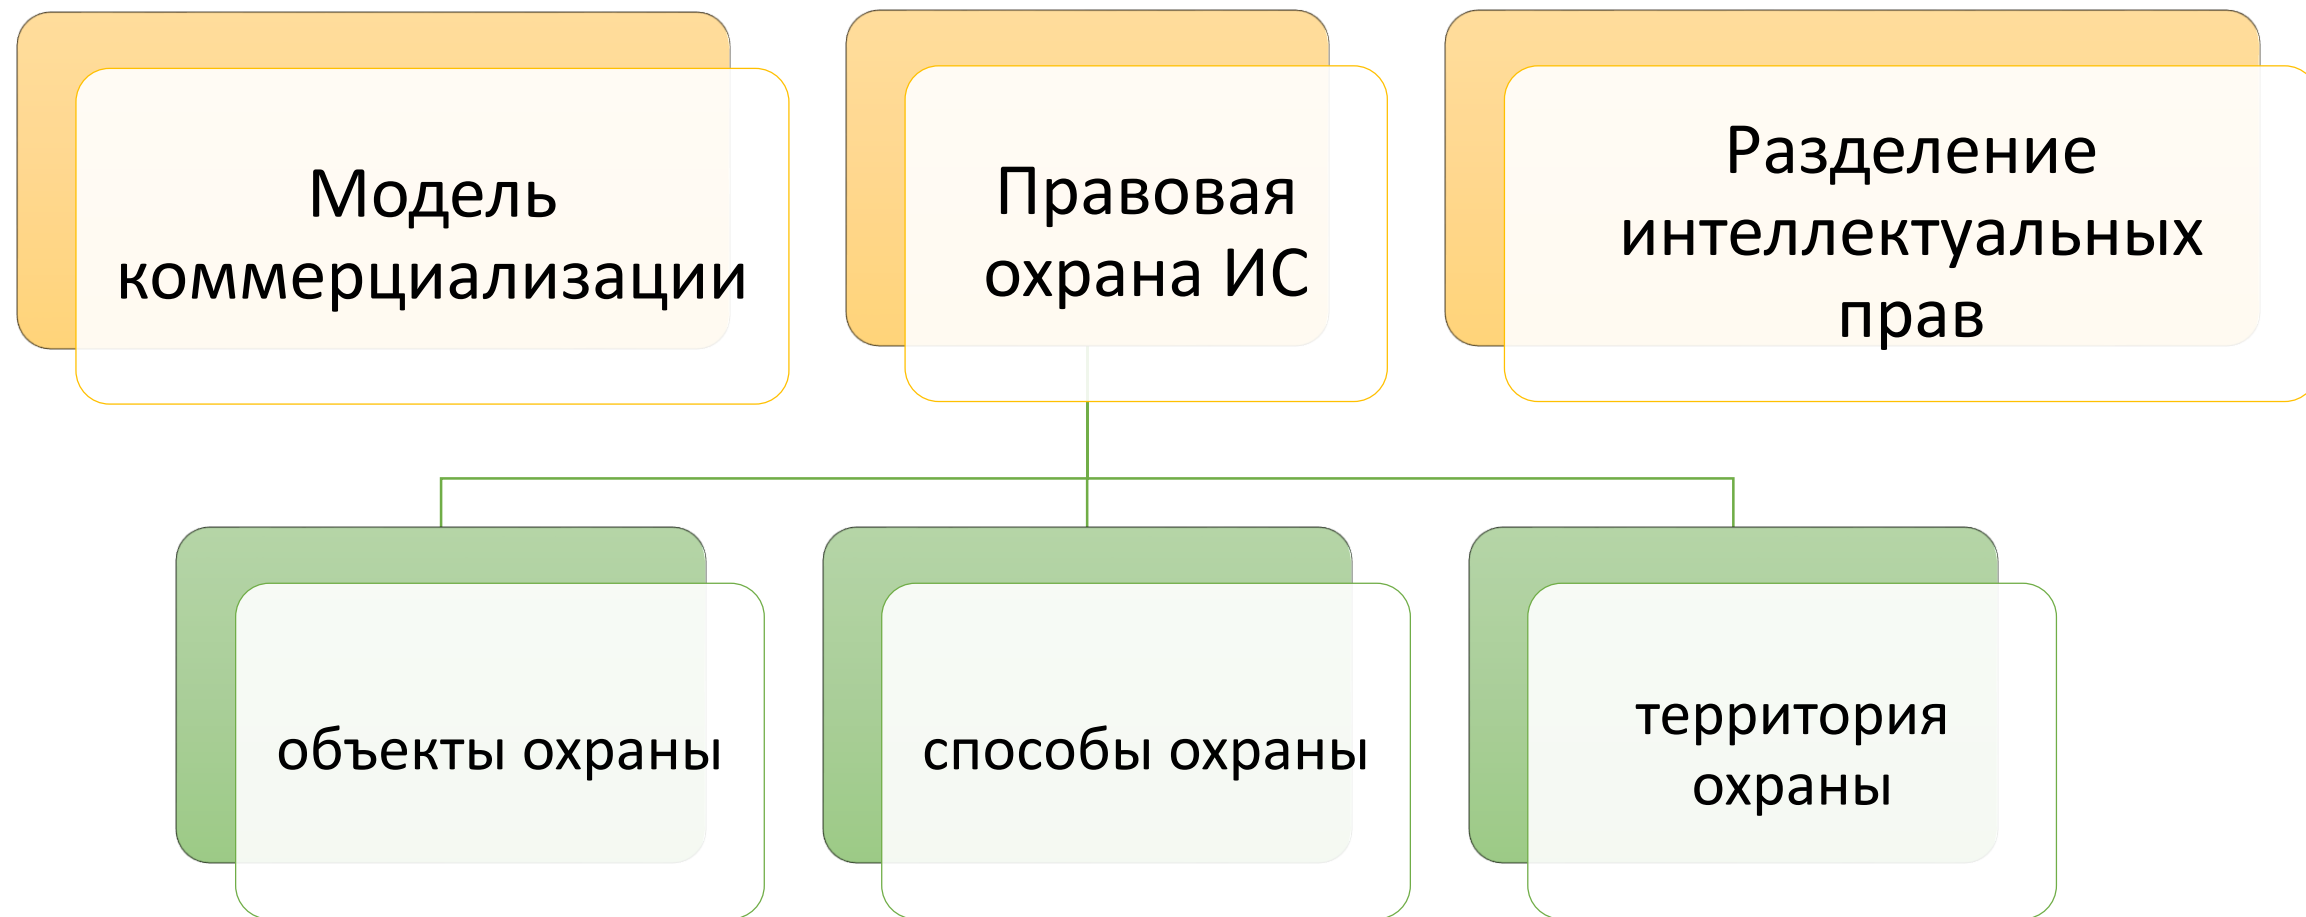 Модель
коммерциализации
Правовая
охрана ИС
Разделение
интеллектуальных
прав
объекты охраны
способы охраны
территория
охраны